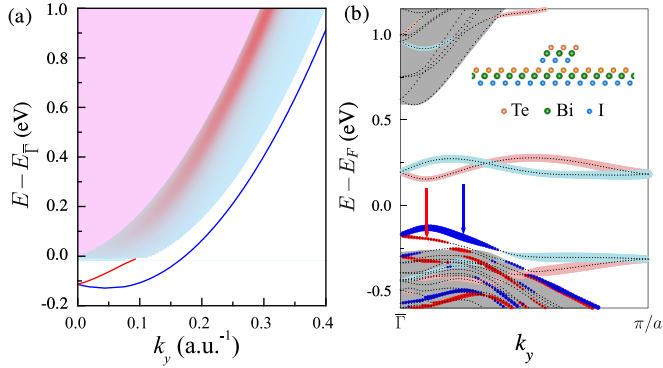 (a)
1.0
0.8
0.6
0.4
0.2
0.0
-0.2
E − E_Γ̅ (eV)
0.0 0.1 0.2 0.3 0.4
k_y (a.u.⁻¹)
(b)
1.0
0.5
0.0
-0.5
E − E_F (eV)
Te Bi I
Γ̅ π/a
k_y